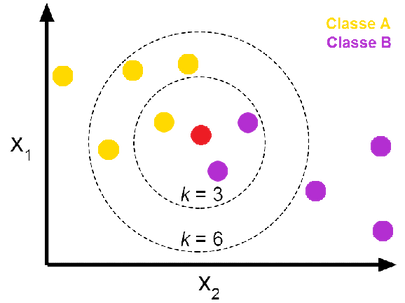 Classe A
Classe B
X1
k = 3
k = 6
X2